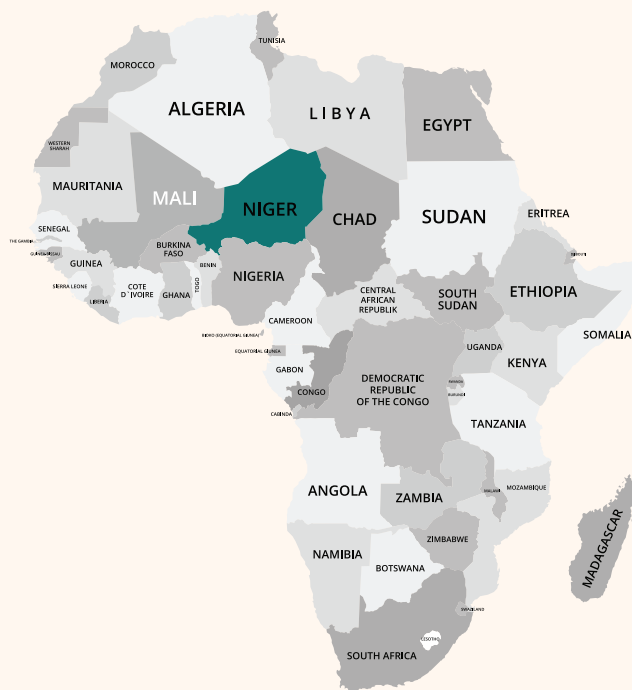 TUNISIA
MOROCCO
ALGERIA
LIBYA
EGYPT
WESTERN
SHARAH
MAURITANIA
MALI
NIGER
CHAD
SUDAN
ERITREA
SENEGAL
THE GAMBIA
GUINEA
BURKINA
FASO
BENIN
NIGERIA
SIERRA LEONE
LIBERIA
COTE
D`IVOIRE
GHANA
TOGO
CENTRAL
AFRICAN
REPUBLIK
SOUTH
SUDAN
ETHIOPIA
SOMALIA
CAMEROON
EQUATORIAL GIUNEA
GABON
CONGO
CABINDA
DEMOCRATIC
REPUBLIC
OF THE CONGO
UGANDA
KENYA
BURUNDI
TANZANIA
ANGOLA
ZAMBIA
MALAWI
MOZAMBIQUE
ZIMBABWE
NAMIBIA
BOTSWANA
MADAGASCAR
SWAZILAND
LESOTHO
SOUTH AFRICA